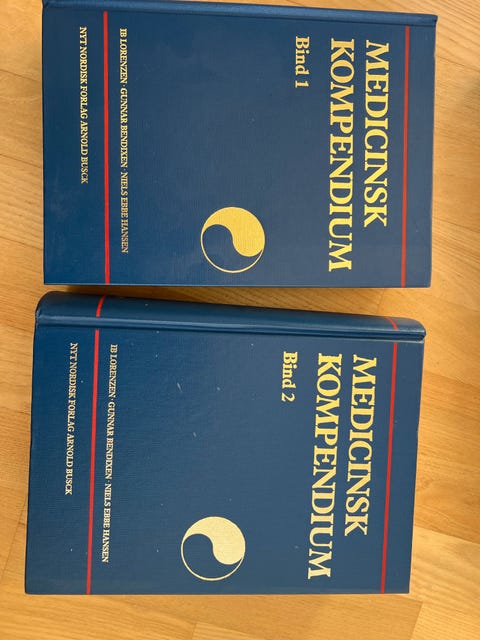 MEDICINSK
KOMPENDIUM
Bind 1
IB LORENZEN · GUNNAR BENDIXEN · NIELS EBBE HANSEN
NYT NORDISK FORLAG ARNOLD BUSCK
MEDICINSK
KOMPENDIUM
Bind 2
IB LORENZEN · GUNNAR BENDIXEN · NIELS EBBE HANSEN
NYT NORDISK FORLAG ARNOLD BUSCK